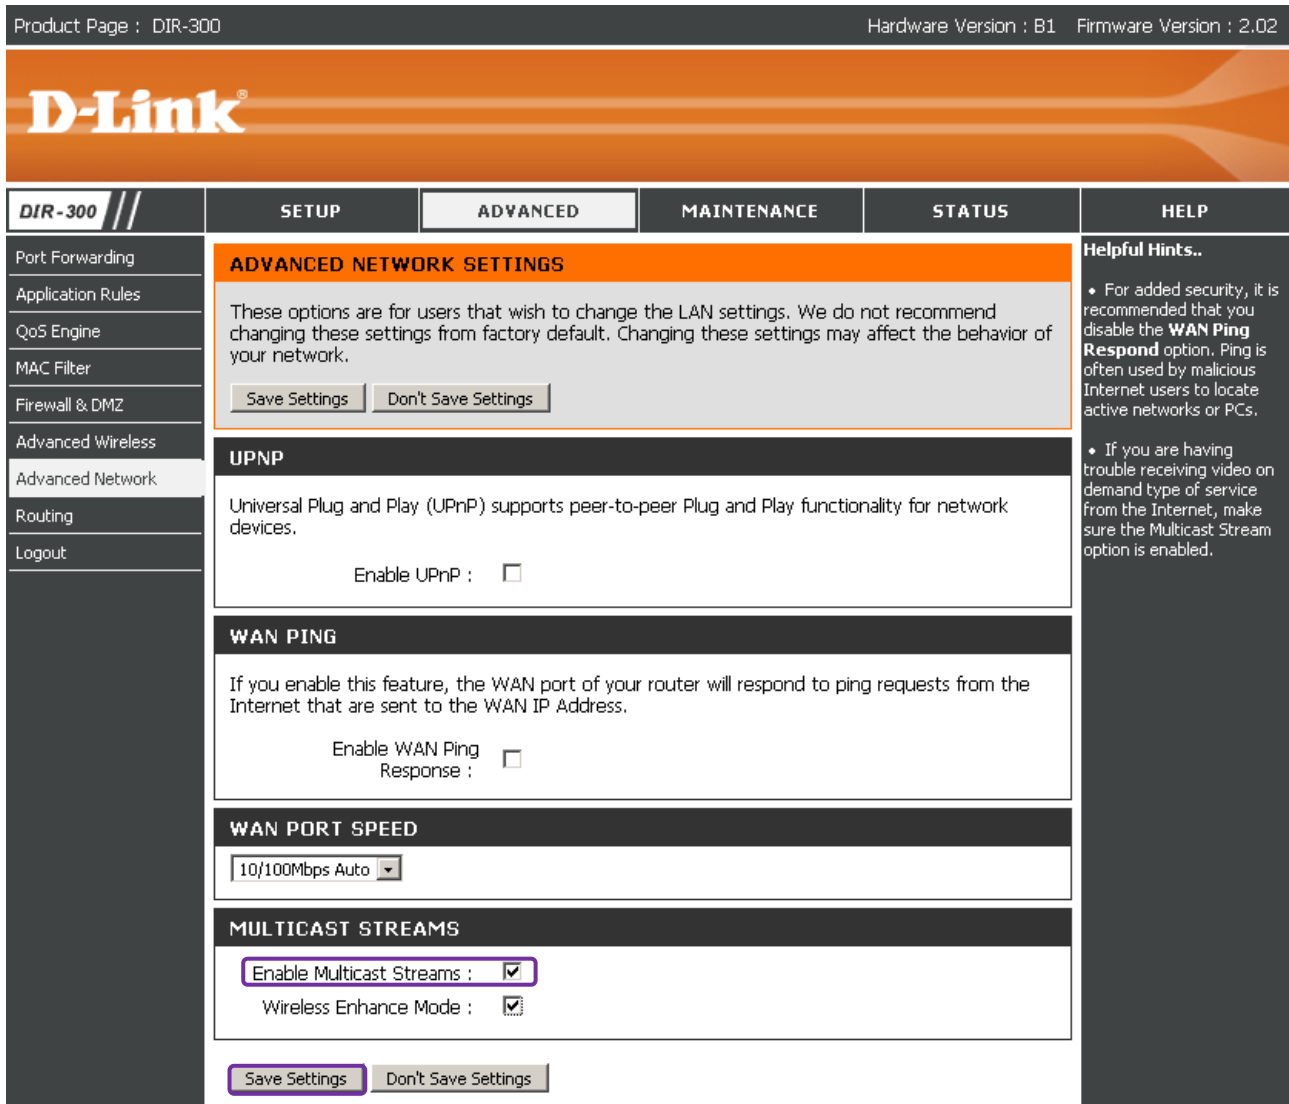 Product Page : DIR-300
Hardware Version : B1 Firmware Version : 2.02
D-Link®
DIR-300
SETUP
ADVANCED
MAINTENANCE
STATUS
HELP
Port Forwarding
Application Rules
QoS Engine
MAC Filter
Firewall & DMZ
Advanced Wireless
Advanced Network
Routing
Logout
ADVANCED NETWORK SETTINGS
These options are for users that wish to change the LAN settings. We do not recommend
changing these settings from factory default. Changing these settings may affect the behavior of
your network.
Save Settings Don't Save Settings
UPNP
Universal Plug and Play (UPnP) supports peer-to-peer Plug and Play functionality for network
devices.
Enable UPnP :
WAN PING
If you enable this feature, the WAN port of your router will respond to ping requests from the
Internet that are sent to the WAN IP Address.
Enable WAN Ping
Response :
WAN PORT SPEED
10/100Mbps Auto
MULTICAST STREAMS
Enable Multicast Streams :
Wireless Enhance Mode :
Save Settings Don't Save Settings
Helpful Hints..
• For added security, it is
recommended that you
disable the WAN Ping
Respond option. Ping is
often used by malicious
Internet users to locate
active networks or PCs.
• If you are having
trouble receiving video on
demand type of service
from the Internet, make
sure the Multicast Stream
option is enabled.